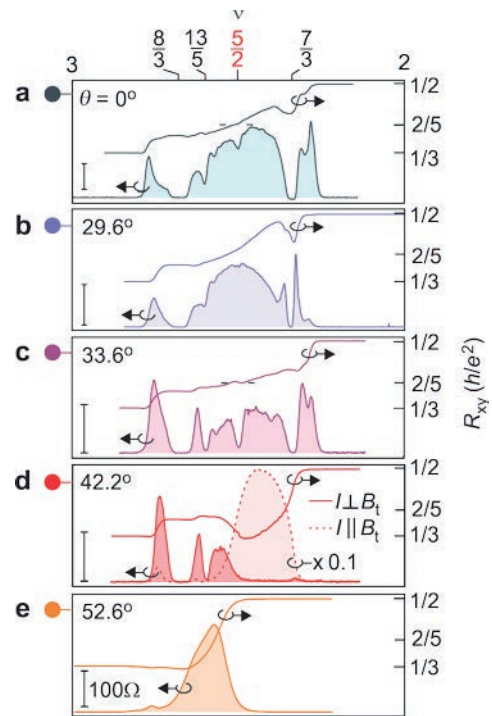 ν
3 8/3 13/5 5/2 7/3 2
a θ = 0°
1/2
2/5
1/3
b 29.6°
1/2
2/5
1/3
c 33.6°
1/2
2/5
1/3
R_xy (h/e²)
d 42.2°
1/2
I⊥B_t
2/5
I||B_t
1/3
x 0.1
e 52.6°
1/2
2/5
1/3
100Ω